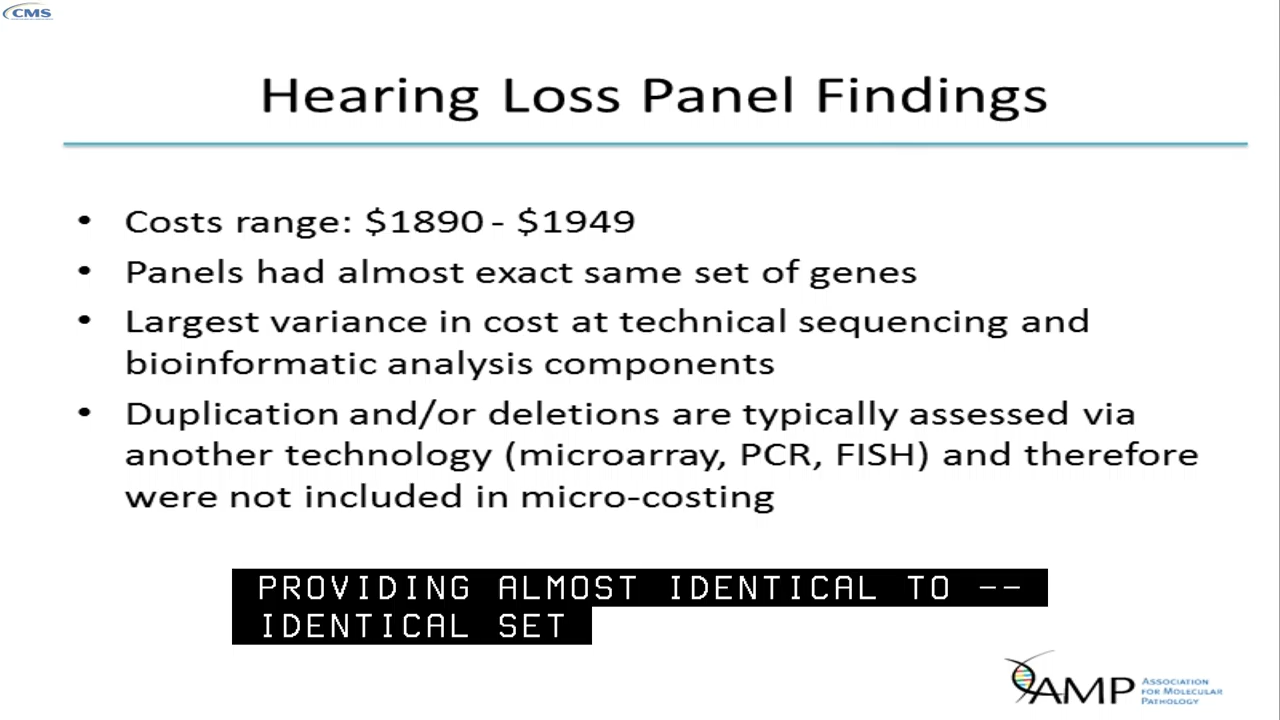 CMS
Hearing Loss Panel Findings
• Costs range: $1890 - $1949
• Panels had almost exact same set of genes
• Largest variance in cost at technical sequencing and
bioinformatic analysis components
• Duplication and/or deletions are typically assessed via
another technology (microarray, PCR, FISH) and therefore
were not included in micro-costing
PROVIDING ALMOST IDENTICAL TO --
IDENTICAL SET
AMP
ASSOCIATION
FOR MOLECULAR
PATHOLOGY